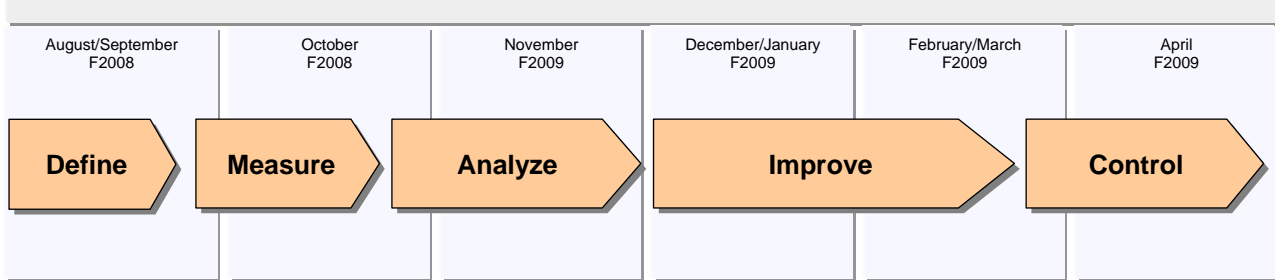 August/September
F2008
October
F2008
November
F2009
December/January
F2009
February/March
F2009
April
F2009
Define
Measure
Analyze
Improve
Control